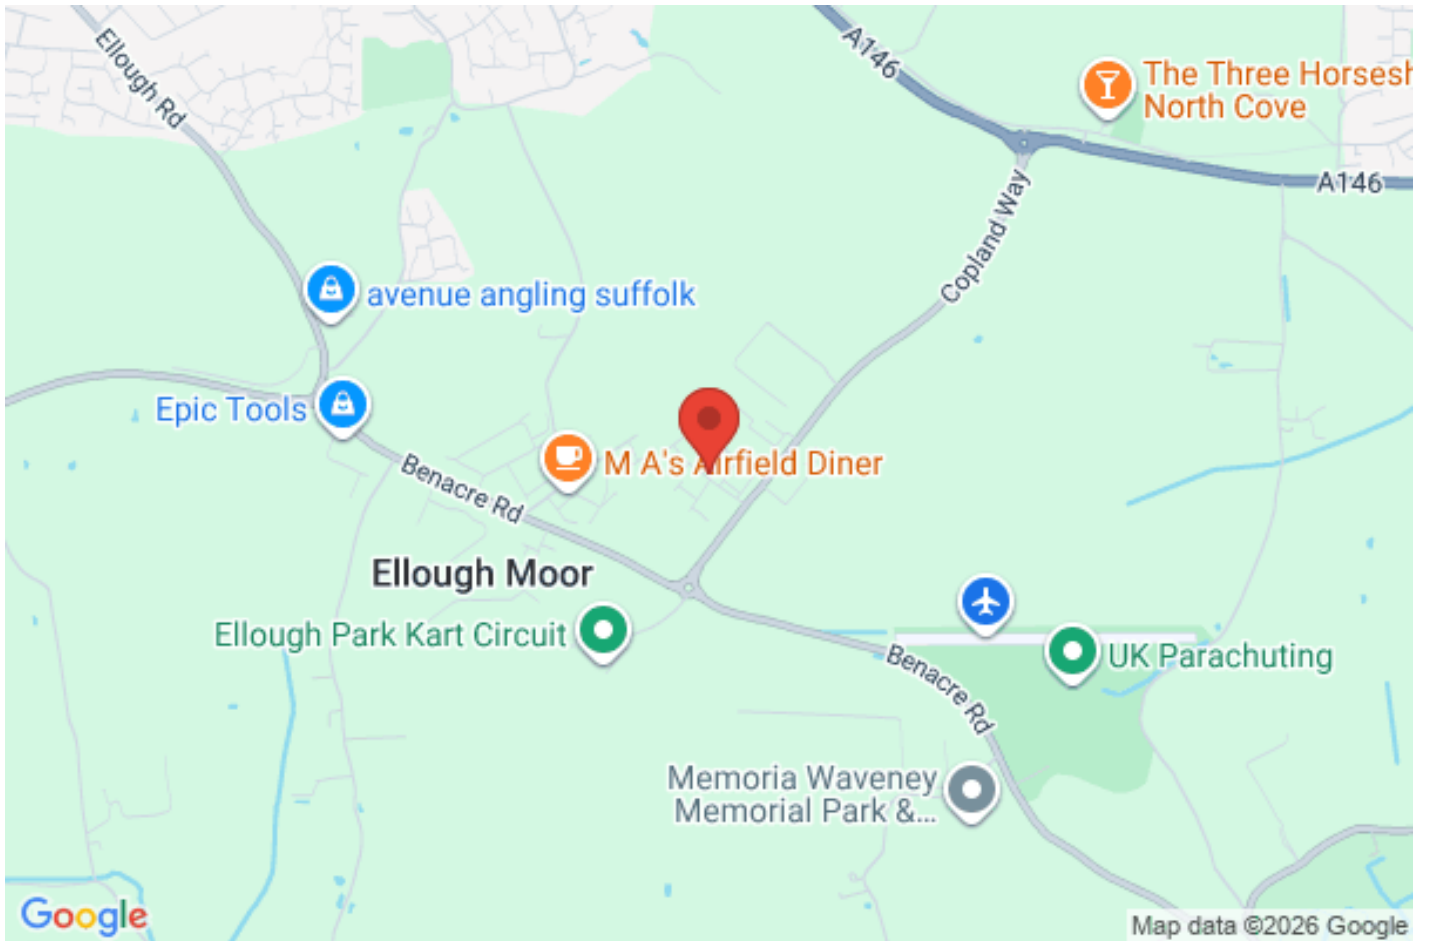 Ellough Rd
A146
The Three Horsesh
North Cove
A146
Copland Way
avenue angling suffolk
Epic Tools
M A's Airfield Diner
Benacre Rd
Ellough Moor
Ellough Park Kart Circuit
UK Parachuting
Benacre Rd
Memoria Waveney
Memorial Park &...
Google
Map data ©2026 Google